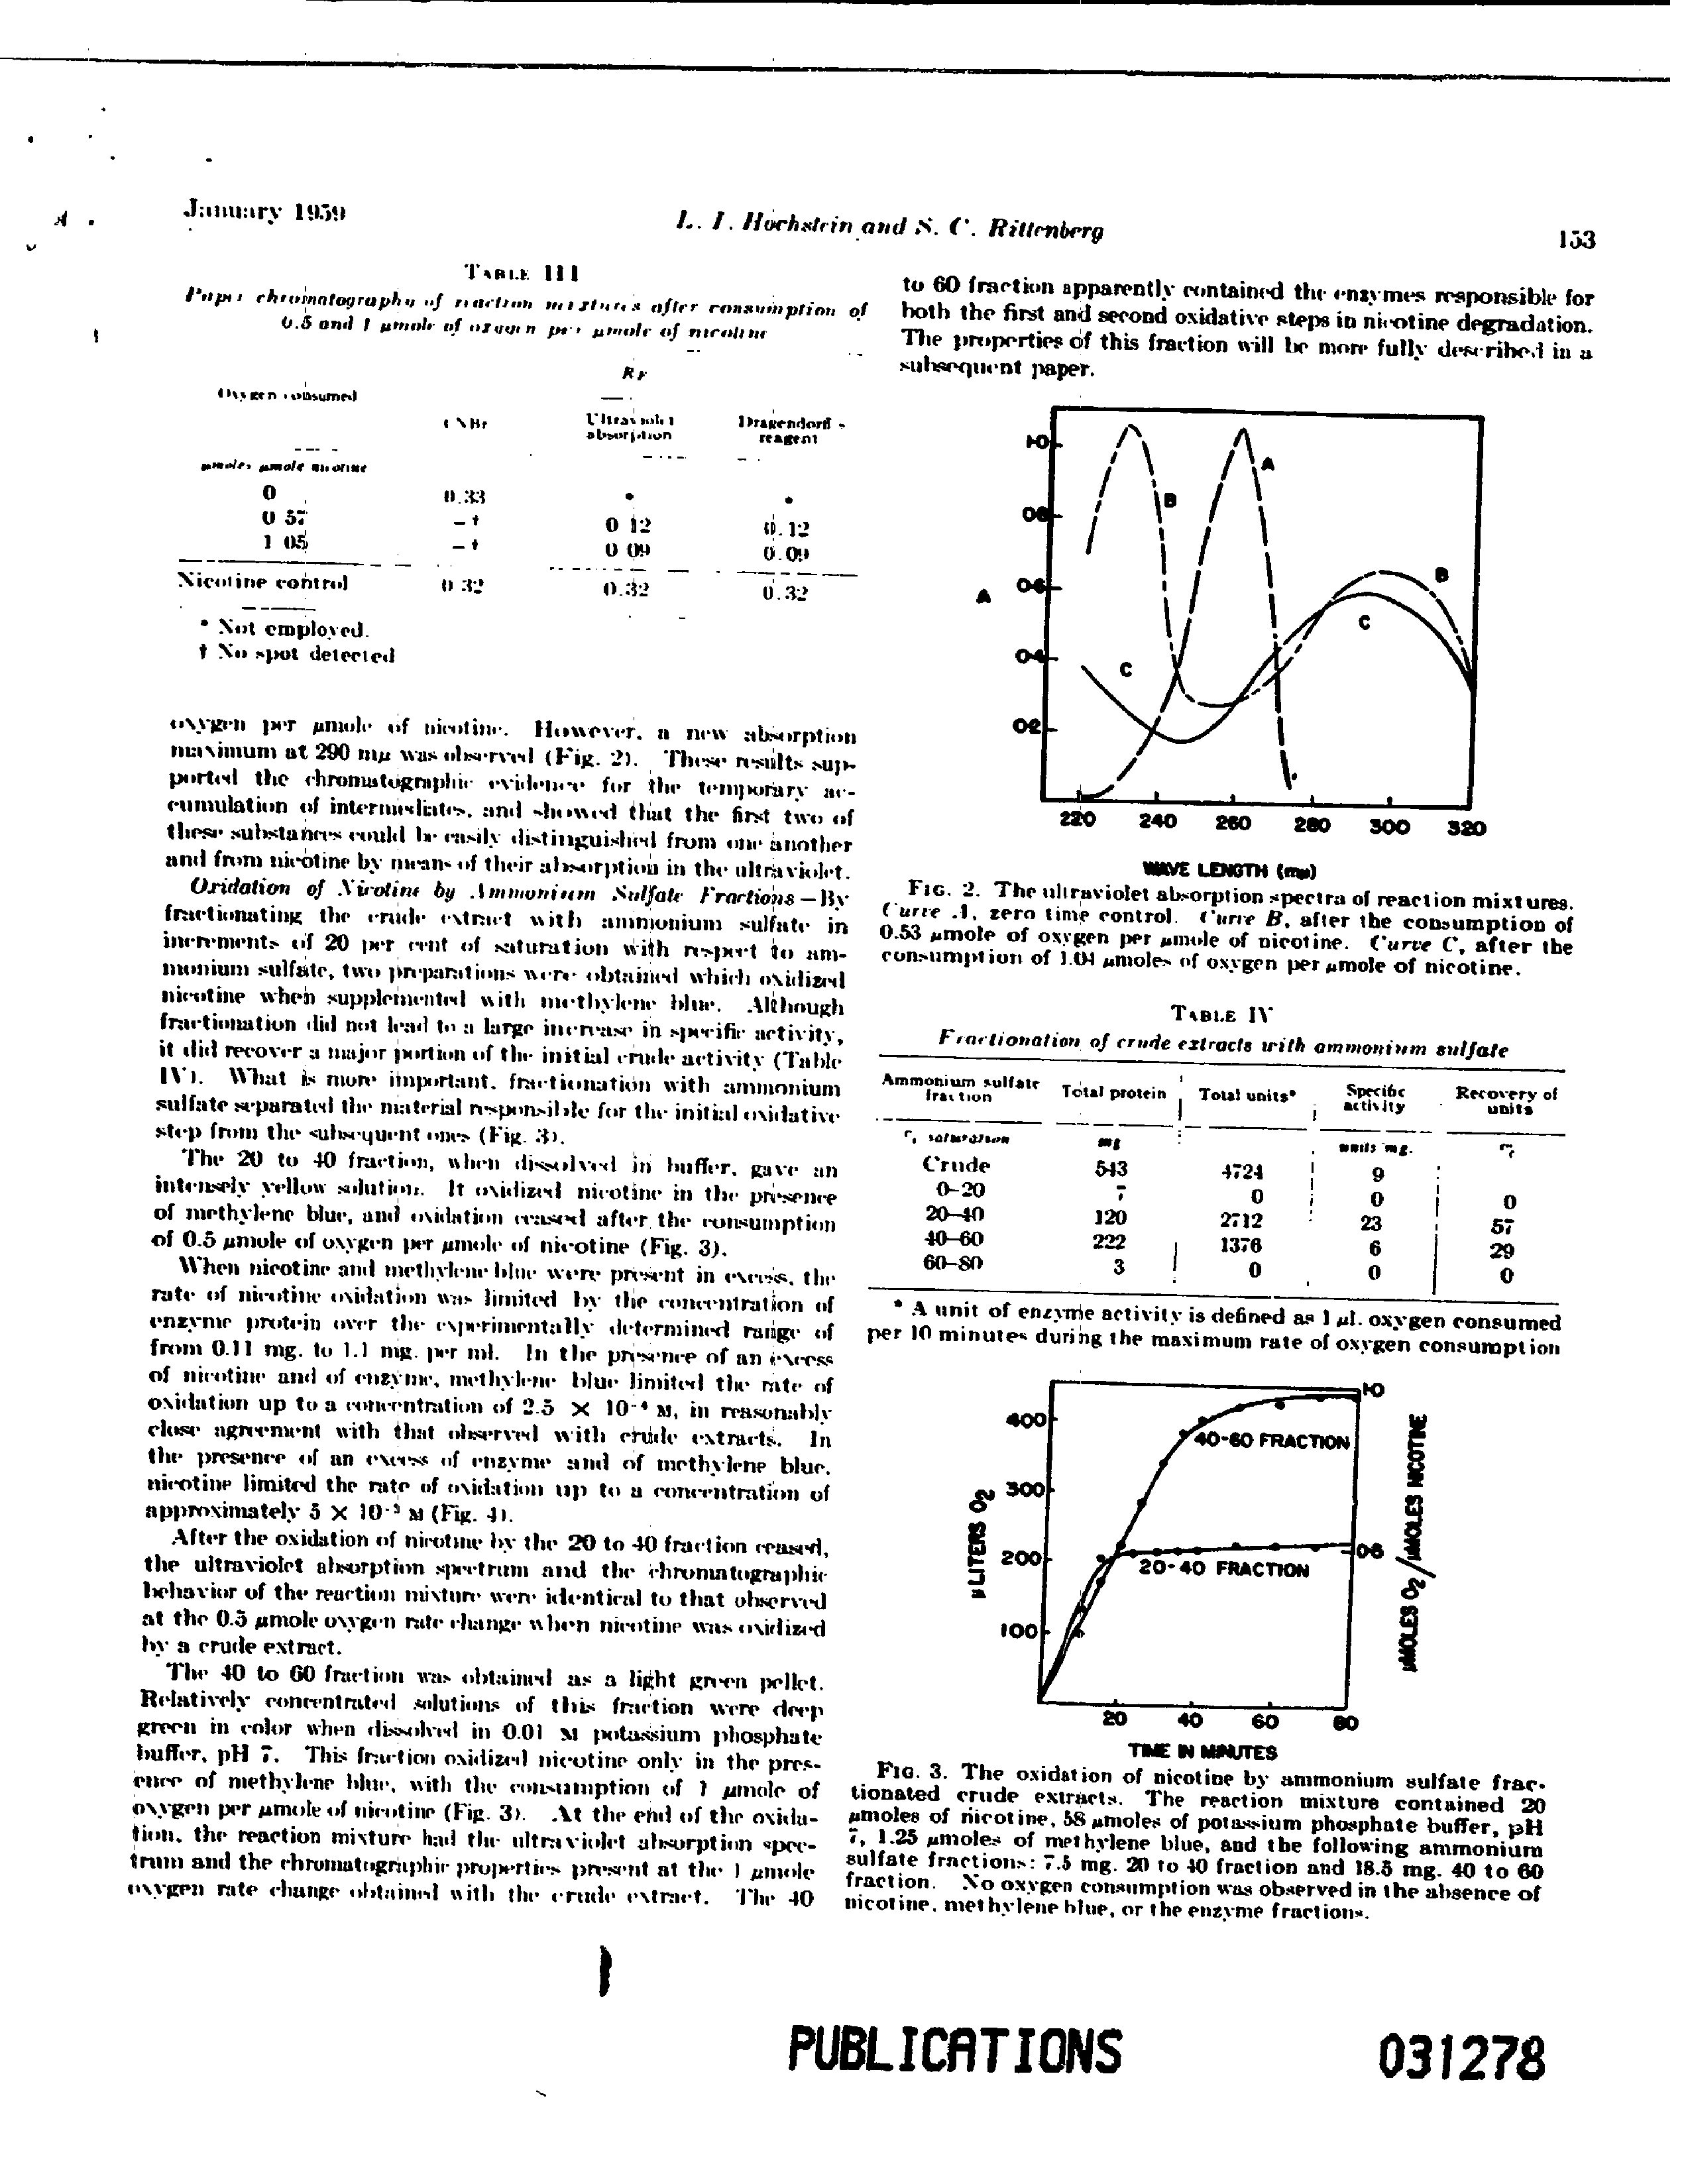 January 1959
L. I. Hochstein and S. C. Rittenberg
153
TABLE III
Paper chromatography of reaction mixtures after consumption of
0.5 and 1 µmole of oxygen per µmole of nicotine
Oxygen consumed
RF
CNBr
Ultraviolet absorption
Dragendorff reagent
µmoles µmole nicotine
0 0.33 * *
0 57 – † 0 12 0.12
1 05 – † 0 09 0.09
Nicotine control 0 32 0.32 0.32
* Not employed.
† No spot detected
oxygen per µmole of nicotine. However, a new absorption
maximum at 290 mµ was observed (Fig. 2). These results sup-
ported the chromatographic evidence for the temporary ac-
cumulation of intermediates, and showed that the first two of
these substances could be easily distinguished from one another
and from nicotine by means of their absorption in the ultraviolet.
Oxidation of Nicotine by Ammonium Sulfate Fractions—By
fractionating the crude extract with ammonium sulfate in
increments of 20 per cent of saturation with respect to am-
monium sulfate, two preparations were obtained which oxidized
nicotine when supplemented with methylene blue. Although
fractionation did not lead to a large increase in specific activity,
it did recover a major portion of the initial crude activity (Table
IV). What is more important, fractionation with ammonium
sulfate separated the material responsible for the initial oxidative
step from the subsequent ones (Fig. 3).
The 20 to 40 fraction, when dissolved in buffer, gave an
intensely yellow solution. It oxidized nicotine in the presence
of methylene blue, and oxidation ceased after the consumption
of 0.5 µmole of oxygen per µmole of nicotine (Fig. 3).
When nicotine and methylene blue were present in excess, the
rate of nicotine oxidation was limited by the concentration of
enzyme protein over the experimentally determined range of
from 0.11 mg. to 1.1 mg. per ml. In the presence of an excess
of nicotine and of enzyme, methylene blue limited the rate of
oxidation up to a concentration of 2.5 × 10⁻⁴ M, in reasonably
close agreement with that observed with crude extracts. In
the presence of an excess of enzyme and of methylene blue,
nicotine limited the rate of oxidation up to a concentration of
approximately 5 × 10⁻³ M (Fig. 4).
After the oxidation of nicotine by the 20 to 40 fraction ceased,
the ultraviolet absorption spectrum and the chromatographic
behavior of the reaction mixture were identical to that observed
at the 0.5 µmole oxygen rate change when nicotine was oxidized
by a crude extract.
The 40 to 60 fraction was obtained as a light green pellet.
Relatively concentrated solutions of this fraction were deep
green in color when dissolved in 0.01 M potassium phosphate
buffer, pH 7. This fraction oxidized nicotine only in the pres-
ence of methylene blue, with the consumption of 1 µmole of
oxygen per µmole of nicotine (Fig. 3). At the end of the oxida-
tion, the reaction mixture had the ultraviolet absorption spec-
trum and the chromatographic properties present at the 1 µmole
oxygen rate change obtained with the crude extract. The 40
to 60 fraction apparently contained the enzymes responsible for
both the first and second oxidative steps in nicotine degradation.
The properties of this fraction will be more fully described in a
subsequent paper.
1.0
0.8
0.6
0.4
0.2
A
A
B
B
C
C
220 240 260 280 300 320
WAVE LENGTH (mµ)
FIG. 2. The ultraviolet absorption spectra of reaction mixtures.
Curve A, zero time control. Curve B, after the consumption of
0.53 µmole of oxygen per µmole of nicotine. Curve C, after the
consumption of 1.04 µmoles of oxygen per µmole of nicotine.
TABLE IV
Fractionation of crude extracts with ammonium sulfate
Ammonium sulfate fraction
Total protein
Total units*
Specific activity
Recovery of units
% saturation mg units mg. %
Crude 543 4724 9
0–20 7 0 0 0
20–40 120 2712 23 57
40–60 222 1376 6 29
60–80 3 0 0 0
* A unit of enzyme activity is defined as 1 µl. oxygen consumed
per 10 minutes during the maximum rate of oxygen consumption
400
300
200
100
µLITERS O₂
1.0
0.5
µMOLES O₂/µMOLES NICOTINE
40-60 FRACTION
20-40 FRACTION
20 40 60 80
TIME IN MINUTES
FIG. 3. The oxidation of nicotine by ammonium sulfate frac-
tionated crude extracts. The reaction mixture contained 20
µmoles of nicotine, 58 µmoles of potassium phosphate buffer, pH
7, 1.25 µmoles of methylene blue, and the following ammonium
sulfate fractions: 7.5 mg. 20 to 40 fraction and 18.5 mg. 40 to 60
fraction. No oxygen consumption was observed in the absence of
nicotine, methylene blue, or the enzyme fractions.
PUBLICATIONS
031278